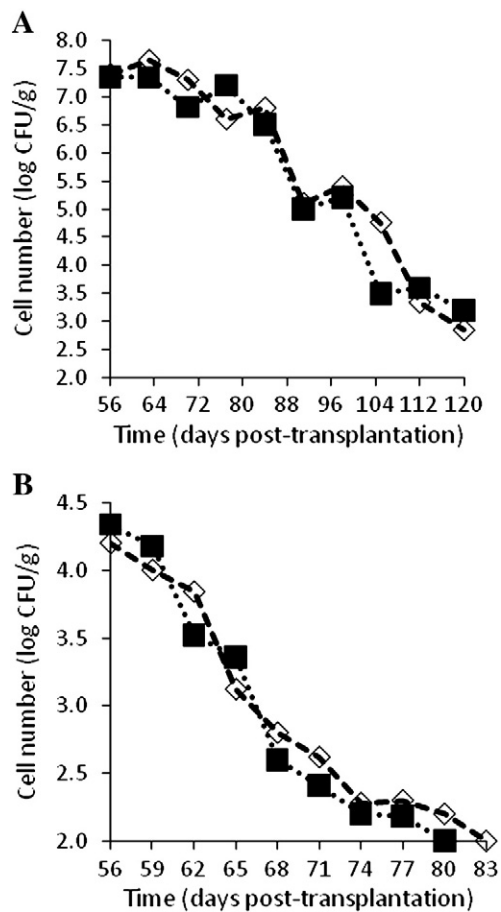 A
8.0
7.5
7.0
6.5
6.0
5.5
5.0
4.5
4.0
3.5
3.0
2.5
2.0
Cell number (log CFU/g)
56 64 72 80 88 96 104 112 120
Time (days post-transplantation)
B
4.5
4.0
3.5
3.0
2.5
2.0
Cell number (log CFU/g)
56 59 62 65 68 71 74 77 80 83
Time (days post-transplantation)